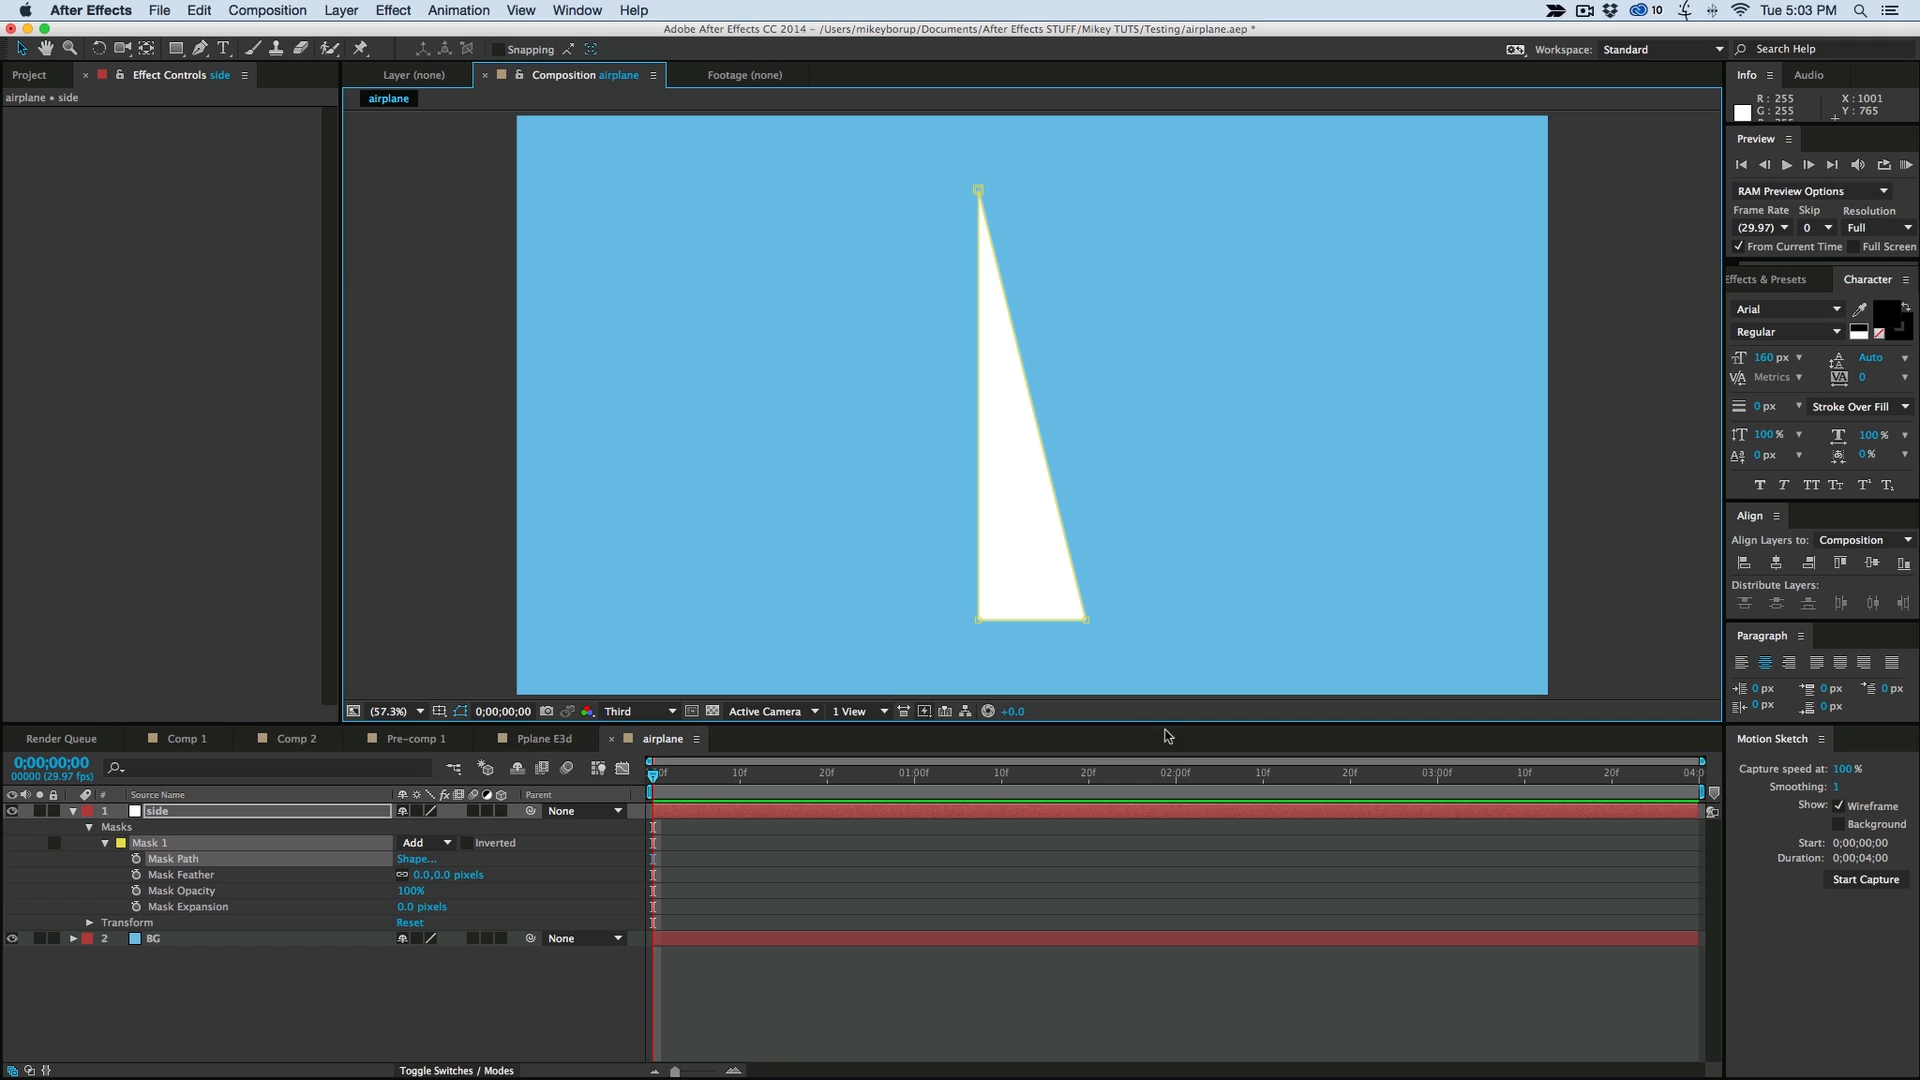 After Effects File Edit Composition Layer Effect Animation View Window Help 10 Tue 5:03 PM
Adobe After Effects CC 2014 - /Users/mikeyborup/Documents/After Effects STUFF/Mikey TUTS/Testing/airplane.aep *
Snapping Workspace: Standard Search Help
Project Effect Controls side Layer (none) Composition airplane Footage (none) Info Audio
airplane • side airplane
R : 255 X : 1001
G : 255 Y : 765
Preview
RAM Preview Options
Frame Rate Skip Resolution
(29.97) 0 Full
From Current Time Full Screen
Effects & Presets Character
Arial
Regular
160 px Auto
Metrics 0
0 px Stroke Over Fill
100 % 100 %
0 px 0 %
T T TT Tr T¹ T₁
Align
Align Layers to: Composition
Distribute Layers:
Paragraph
0 px 0 px 0 px
0 px 0 px
(57.3%) 0;00;00;00 Third Active Camera 1 View +0.0
Render Queue Comp 1 Comp 2 Pre-comp 1 Pplane E3d airplane
0;00;00;00
00000 (29.97 fps)
10f 20f 01:00f 10f 20f 02:00f 10f 20f 03:00f 10f 20f
# Source Name Parent
1 side None
Masks
Mask 1 Add Inverted
Mask Path Shape...
Mask Feather 0.0,0.0 pixels
Mask Opacity 100%
Mask Expansion 0.0 pixels
Transform Reset
2 BG None
Toggle Switches / Modes
Motion Sketch
Capture speed at: 100 %
Smoothing: 1
Show: Wireframe
Background
Start: 0;00;00;00
Duration: 0;00;04;00
Start Capture